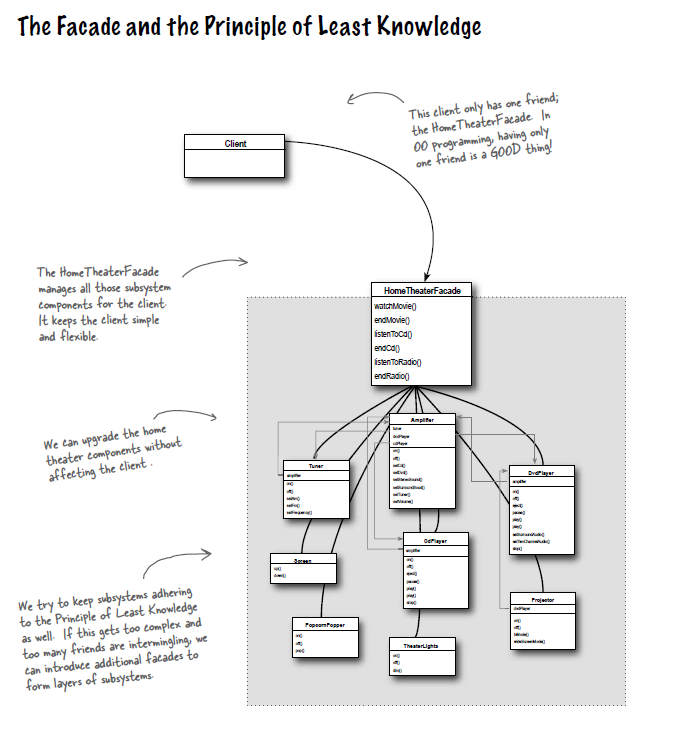 The Facade and the Principle of Least Knowledge
This client only has one friend;
the HomeTheaterFacade. In
OO programming, having only
one friend is a GOOD thing!
Client
The HomeTheaterFacade
manages all those subsystem
components for the client.
It keeps the client simple
and flexible.
HomeTheaterFacade
watchMovie()
endMovie()
listenToCd()
endCd()
listenToRadio()
endRadio()
We can upgrade the home
theater components without
affecting the client.
Amplifier
tuner
dvdPlayer
cdPlayer
on()
off()
setCd()
setDvd()
setStereoSound()
setSurroundSound()
setTuner()
setVolume()
Tuner
amplifier
on()
off()
setAm()
setFm()
setFrequency()
DvdPlayer
amplifier
on()
off()
eject()
pause()
play()
play()
setSurroundAudio()
setTwoChannelAudio()
stop()
CdPlayer
amplifier
on()
off()
eject()
pause()
play()
play()
stop()
Screen
up()
down()
We try to keep subsystems adhering
to the Principle of Least Knowledge
as well. If this gets too complex and
too many friends are intermingling, we
can introduce additional facades to
form layers of subsystems.
PopcornPopper
on()
off()
pop()
TheaterLights
on()
off()
dim()
Projector
dvdPlayer
on()
off()
tvMode()
wideScreenMode()